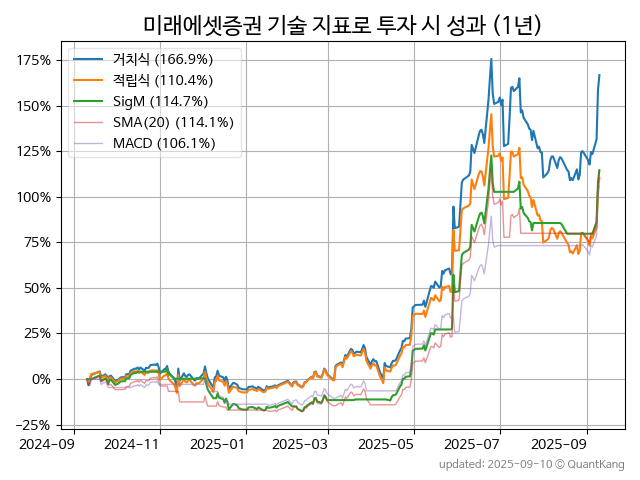 미래에셋증권 기술 지표로 투자 시 성과 (1년)
거치식 (166.9%)
적립식 (110.4%)
SigM (114.7%)
SMA(20) (114.1%)
MACD (106.1%)
175%
150%
125%
100%
75%
50%
25%
0%
−25%
2024-09 2024-11 2025-01 2025-03 2025-05 2025-07 2025-09
updated: 2025-09-10 © QuantKang